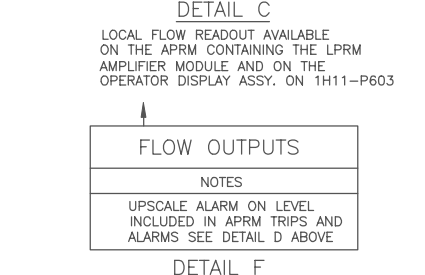 DETAIL C
LOCAL FLOW READOUT AVAILABLE
ON THE APRM CONTAINING THE LPRM
AMPLIFIER MODULE AND ON THE
OPERATOR DISPLAY ASSY. ON 1H11-P603
FLOW OUTPUTS
NOTES
UPSCALE ALARM ON LEVEL
INCLUDED IN APRM TRIPS AND
ALARMS SEE DETAIL D ABOVE
DETAIL F